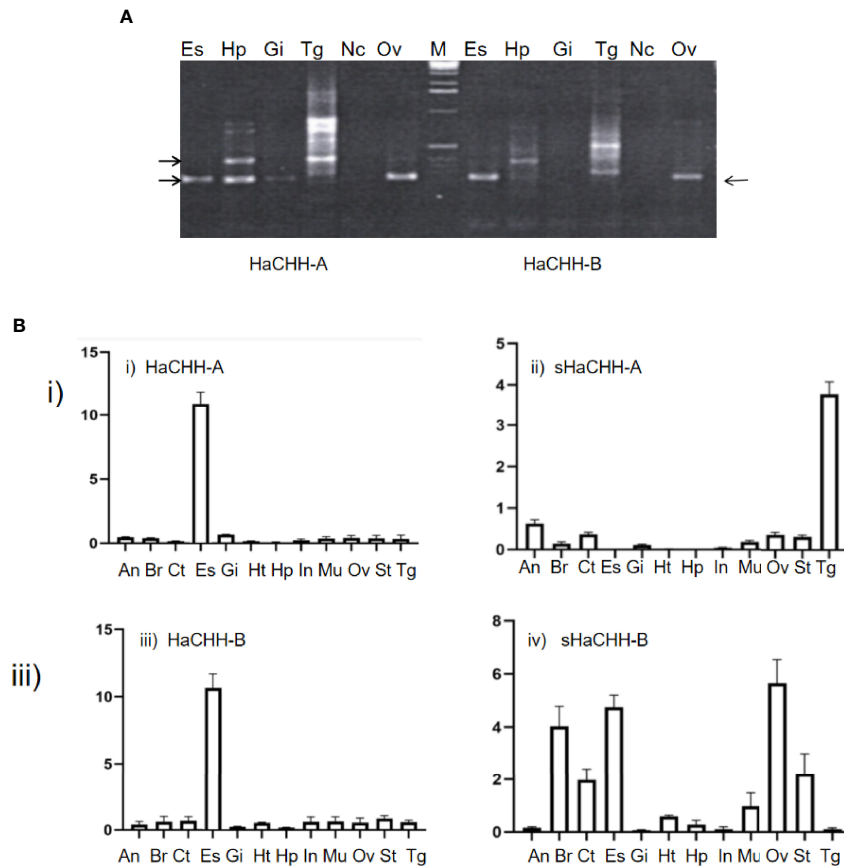 A
Es Hp Gi Tg Nc Ov M Es Hp Gi Tg Nc Ov
HaCHH-A HaCHH-B
B
i)
i) HaCHH-A
15
10
5
0
An Br Ct Es Gi Ht Hp In Mu Ov St Tg
ii) sHaCHH-A
5
4
3
2
1
0
An Br Ct Es Gi Ht Hp In Mu Ov St Tg
iii)
iii) HaCHH-B
15
10
5
0
An Br Ct Es Gi Ht Hp In Mu Ov St Tg
iv) sHaCHH-B
8
6
4
2
0
An Br Ct Es Gi Ht Hp In Mu Ov St Tg